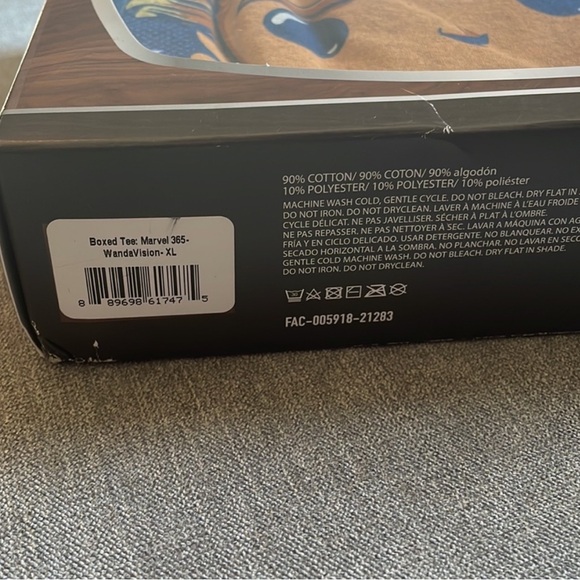 90% COTTON/ 90% COTON/ 90% algodón
10% POLYESTER/ 10% POLYESTER/ 10% poliéster
MACHINE WASH COLD, GENTLE CYCLE. DO NOT BLEACH. DRY FLAT IN
DO NOT IRON. DO NOT DRYCLEAN. LAVER À MACHINE À L'EAU FROIDE
CYCLE DÉLICAT. NE PAS JAVELLISER. SÉCHER À PLAT À L'OMBRE.
NE PAS REPASSER. NE PAS NETTOYER À SEC. LAVAR A MÁQUINA CON
FRÍA Y EN CICLO DELICADO. USAR DETERGENTE. NO BLANQUEAR. NO
SECADO HORIZONTAL A LA SOMBRA. NO PLANCHAR. NO LAVAR EN SECO
GENTLE COLD MACHINE WASH. DO NOT BLEACH. DRY FLAT IN SHADE.
DO NOT IRON. DO NOT DRYCLEAN.
FAC-005918-21283
Boxed Tee: Marvel 365-
WandaVision- XL
8 89698 61747 5